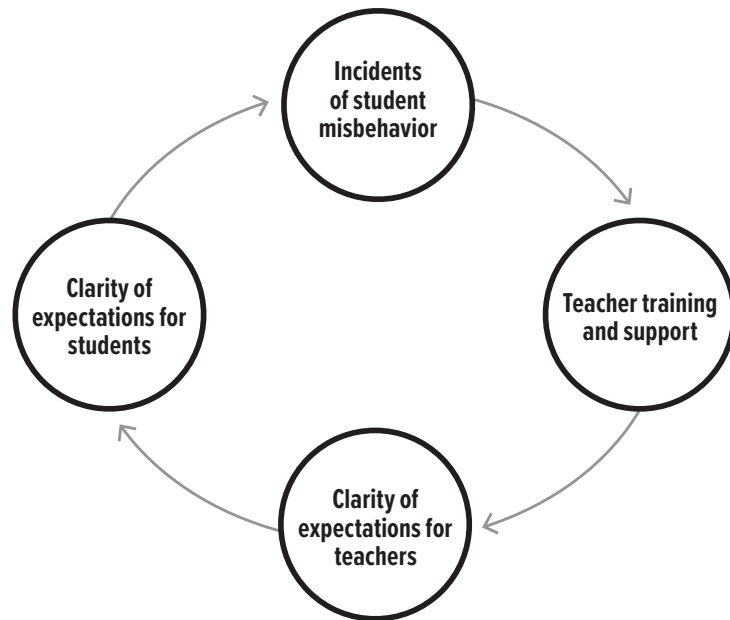 Incidents
of student
misbehavior
Teacher training
and support
Clarity of
expectations for
teachers
Clarity of
expectations for
students